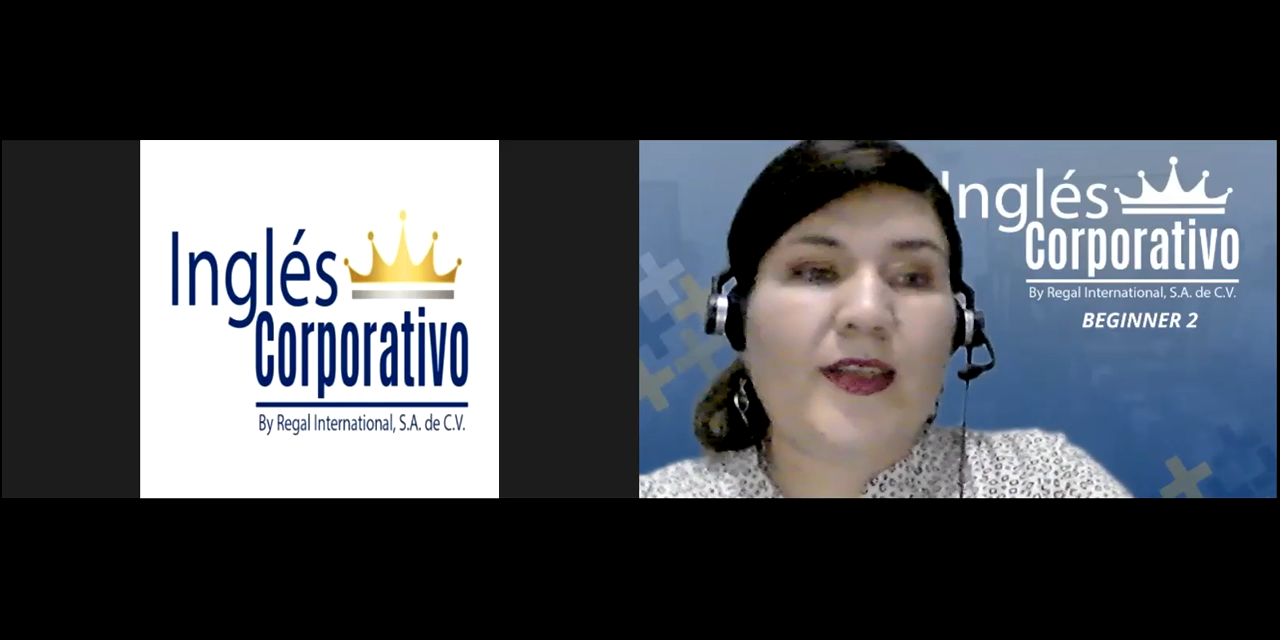 Inglés
Corporativo
By Regal International, S.A. de C.V.
Inglés
Corporativo
By Regal International, S.A. de C.V.
BEGINNER 2